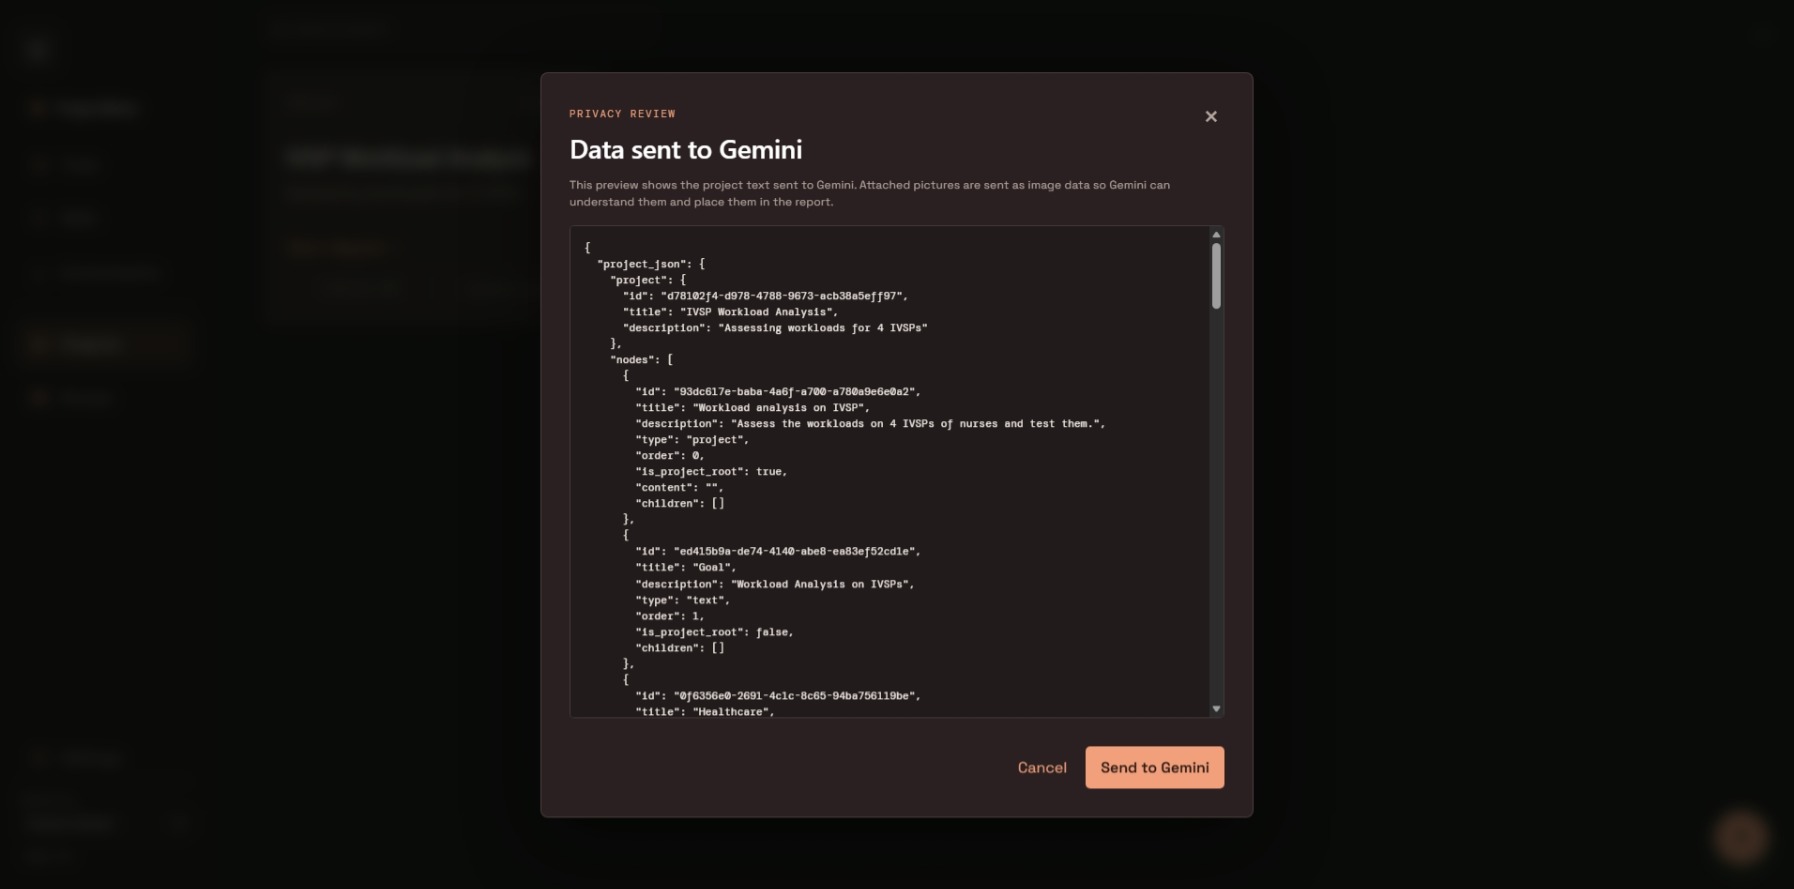 PRIVACY REVIEW
×
Data sent to Gemini
This preview shows the project text sent to Gemini. Attached pictures are sent as image data so Gemini can
understand them and place them in the report.
{
"project_json": {
"project": {
"id": "d78102f4-d978-4788-9673-acb38a5eff97",
"title": "IVSP Workload Analysis",
"description": "Assessing workloads for 4 IVSPs"
},
"nodes": [
{
"id": "93dc617e-baba-4a6f-a700-a780a9e6e0a2",
"title": "Workload analysis on IVSP",
"description": "Assess the workloads on 4 IVSPs of nurses and test them.",
"type": "project",
"order": 0,
"is_project_root": true,
"content": "",
"children": []
},
{
"id": "ed415b9a-de74-4140-abe8-ea83ef52cd1e",
"title": "Goal",
"description": "Workload Analysis on IVSPs",
"type": "text",
"order": 1,
"is_project_root": false,
"children": []
},
{
"id": "0f6356e0-2691-4c1c-8c65-94ba756119be",
"title": "Healthcare",
Cancel
Send to Gemini